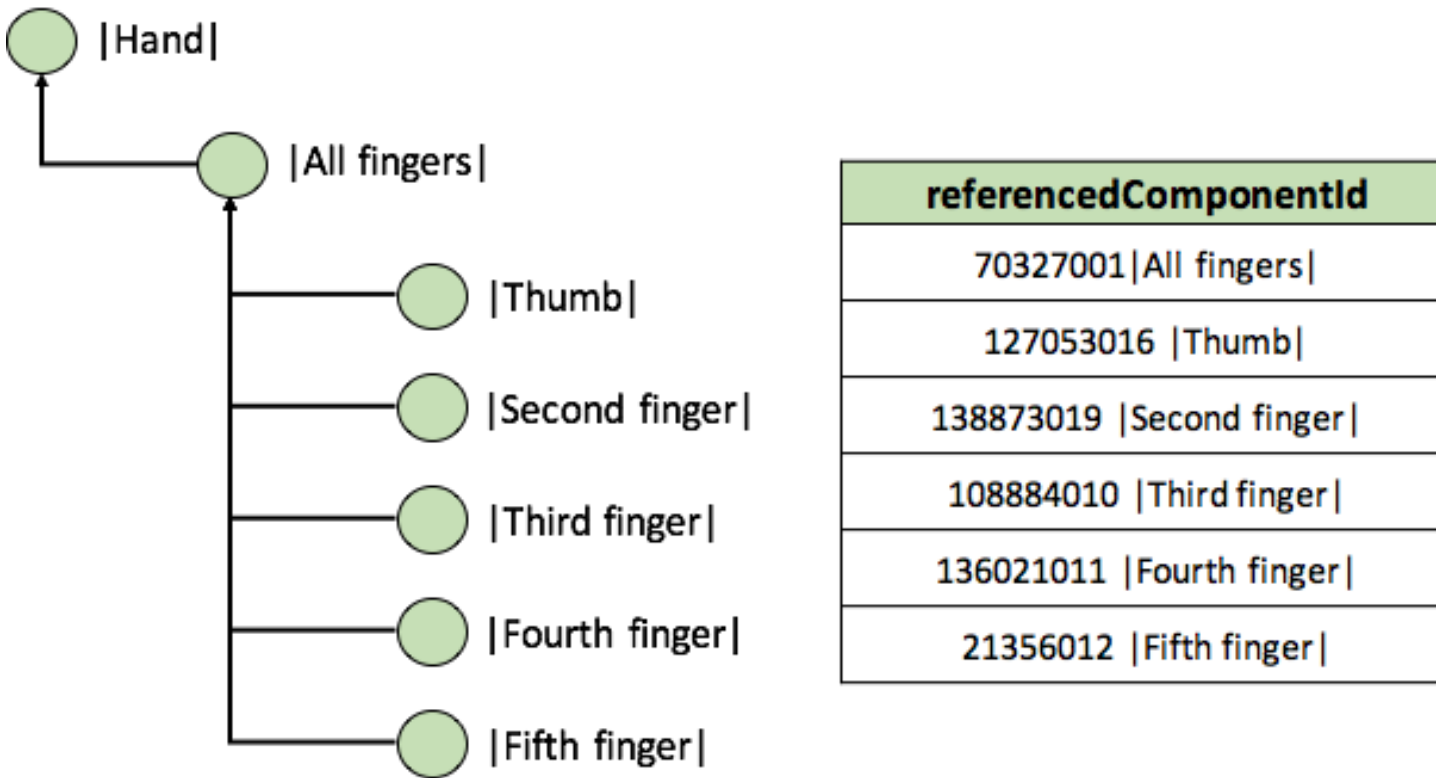 |Hand|
|All fingers|
|Thumb|
|Second finger|
|Third finger|
|Fourth finger|
|Fifth finger|
referencedComponentId
70327001|All fingers|
127053016 |Thumb|
138873019 |Second finger|
108884010 |Third finger|
136021011 |Fourth finger|
21356012 |Fifth finger|